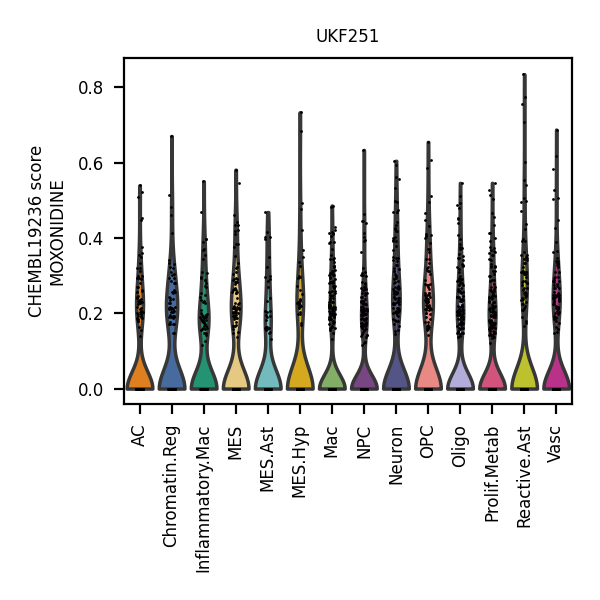 UKF251
CHEMBL19236 score
MOXONIDINE
0.8
0.6
0.4
0.2
0.0
AC
Chromatin.Reg
Inflammatory.Mac
MES
MES.Ast
MES.Hyp
Mac
NPC
Neuron
OPC
Oligo
Prolif.Metab
Reactive.Ast
Vasc